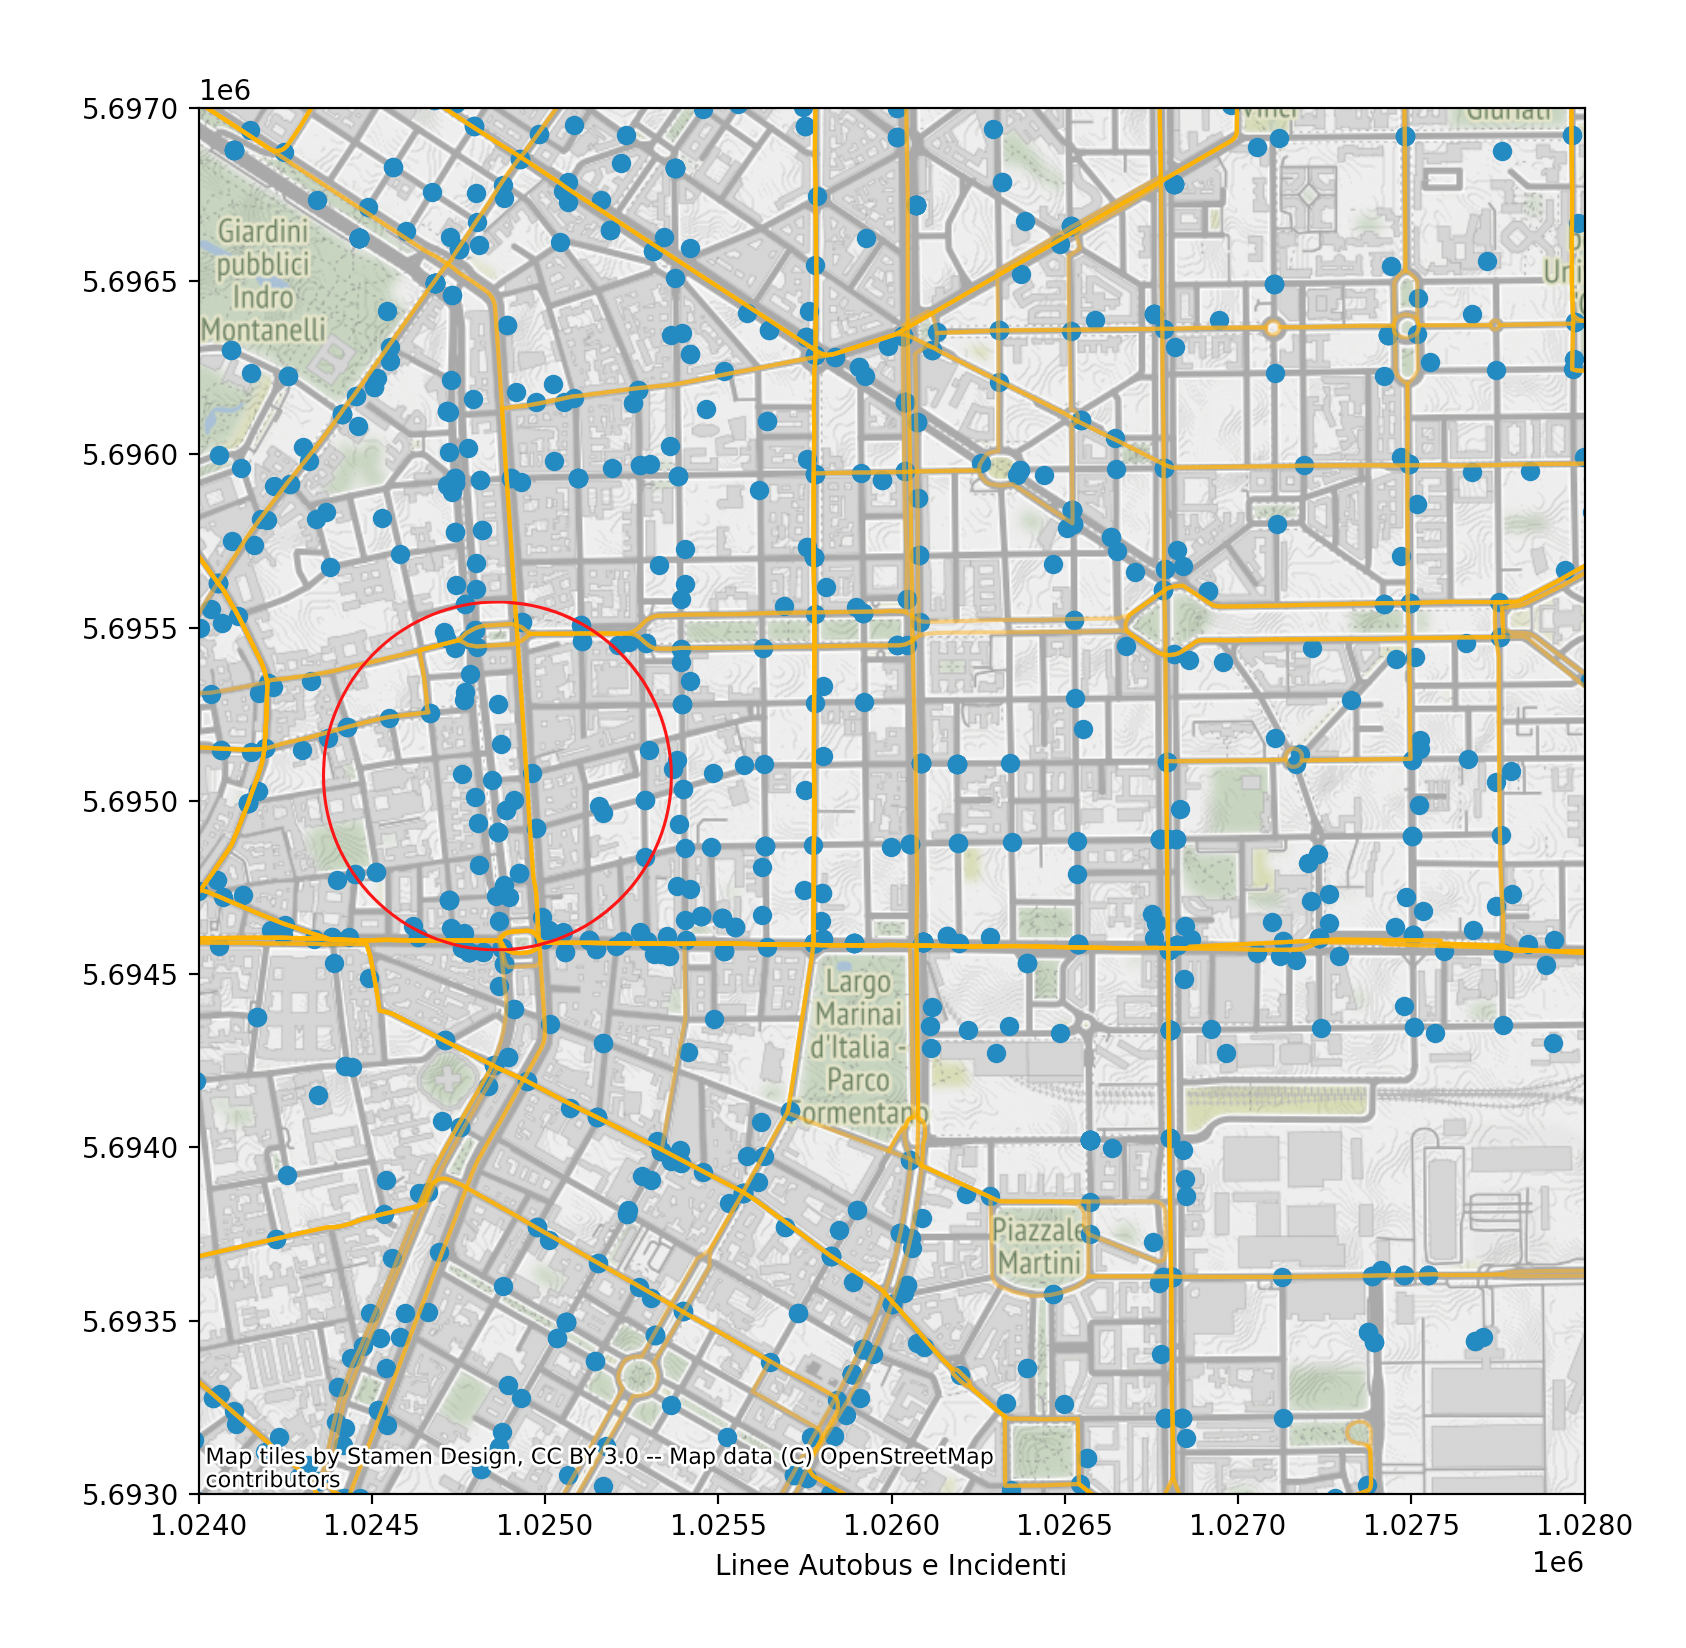 1e6
5.6970
5.6965
5.6960
5.6955
5.6950
5.6945
5.6940
5.6935
5.6930
Giardini
pubblici
Indro
Montanelli
Vinci
Giuriati
Largo
Marinai
d'Italia -
Parco
Formentano
Piazzale
Martini
Map tiles by Stamen Design, CC BY 3.0 -- Map data (C) OpenStreetMap
contributors
1.0240 1.0245 1.0250 1.0255 1.0260 1.0265 1.0270 1.0275 1.0280
1e6
Linee Autobus e Incidenti